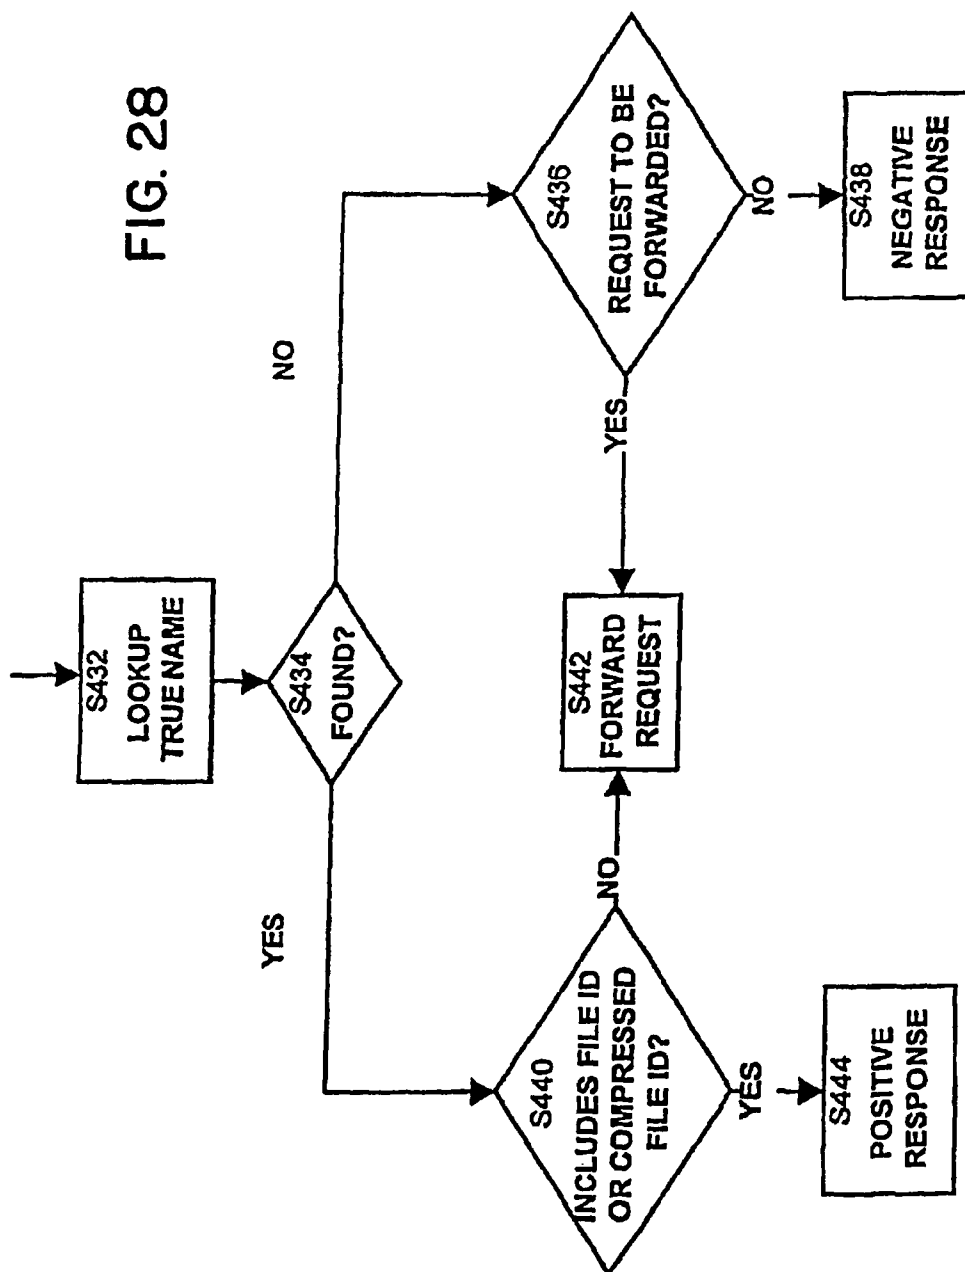 FIG. 28
S432
LOOKUP
TRUE NAME
S434
FOUND?
YES
NO
S440
INCLUDES FILE ID
OR COMPRESSED
FILE ID?
NO
YES
S442
FORWARD
REQUEST
S436
REQUEST TO BE
FORWARDED?
YES
NO
S444
POSITIVE
RESPONSE
S438
NEGATIVE
RESPONSE